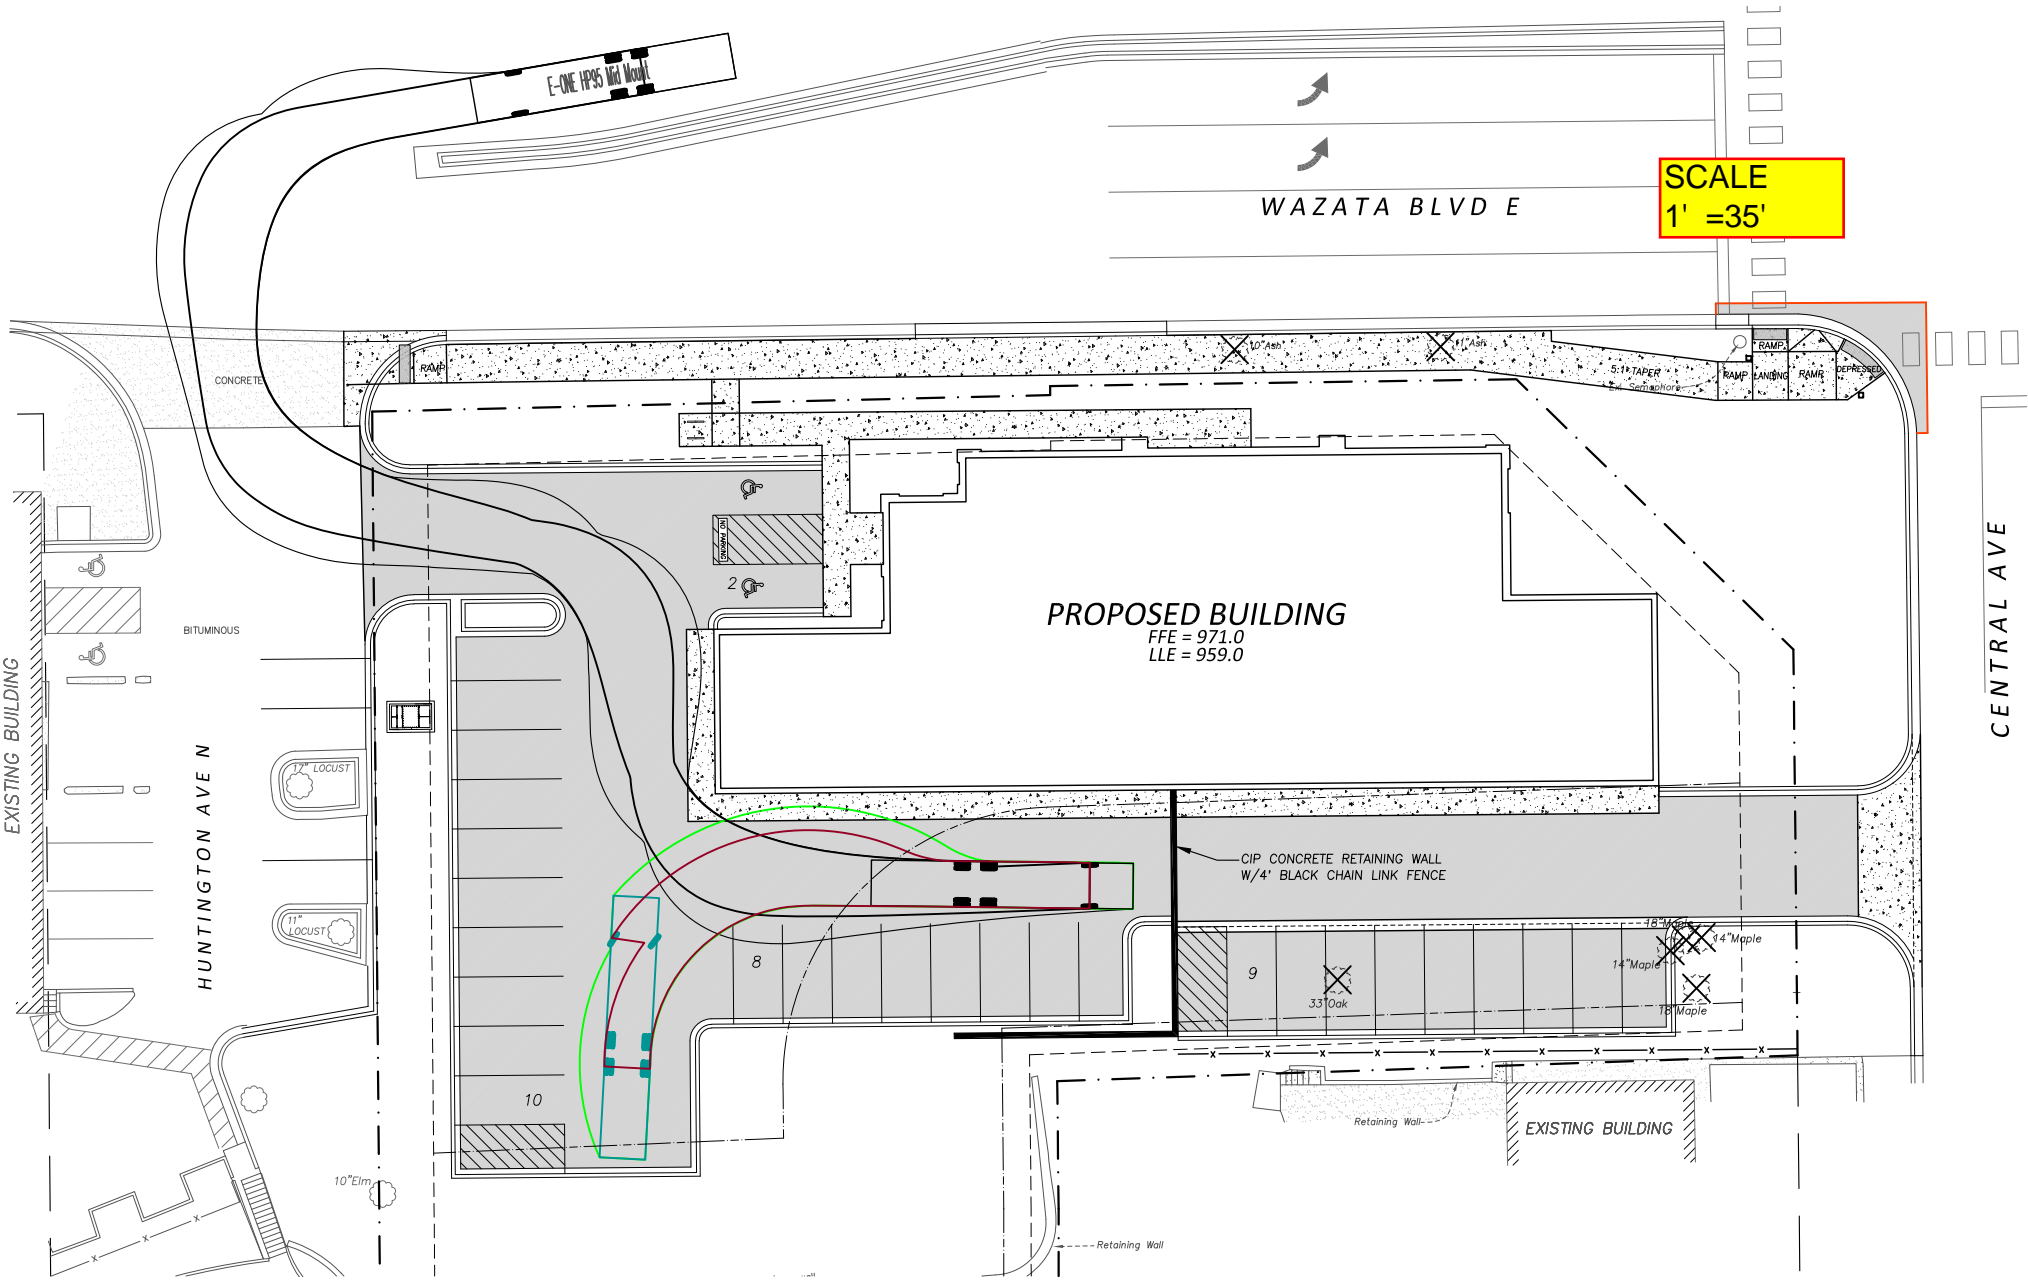 E-ONE HP95 Mid Mount
SCALE
1'  =35'
WAZATA BLVD E
CONCRETE
RAMP
10"Ash
11"Ash
5:1 TAPER
Ex. Semaphore
RAMP
RAMP
LANDING
RAMP
DEPRESSED
NO PARKING
2
BITUMINOUS
PROPOSED BUILDING
FFE = 971.0
LLE = 959.0
CENTRAL AVE
EXISTING BUILDING
HUNTINGTON AVE N
17" LOCUST
11"
LOCUST
CIP CONCRETE RETAINING WALL
W/4' BLACK CHAIN LINK FENCE
8
9
18"Maple
14"Maple
14"Maple
33"Oak
18"Maple
10
10"Elm
Retaining Wall
EXISTING BUILDING
Retaining Wall